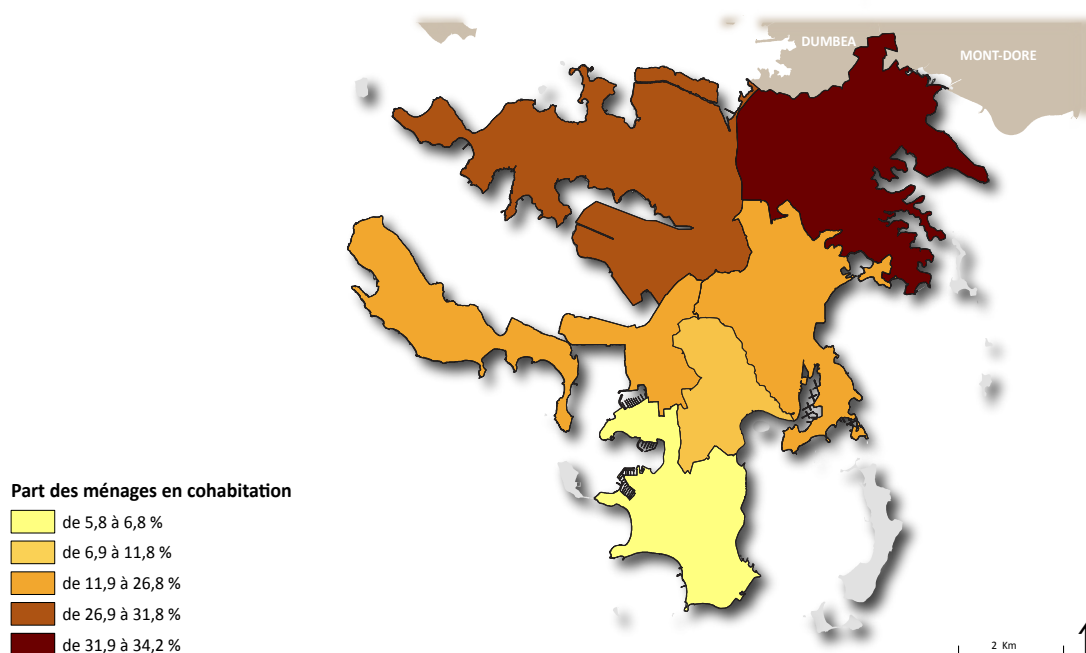 DUMBEA
MONT-DORE
Part des ménages en cohabitation
de 5,8 à 6,8 %
de 6,9 à 11,8 %
de 11,9 à 26,8 %
de 26,9 à 31,8 %
de 31,9 à 34,2 %
2 Km